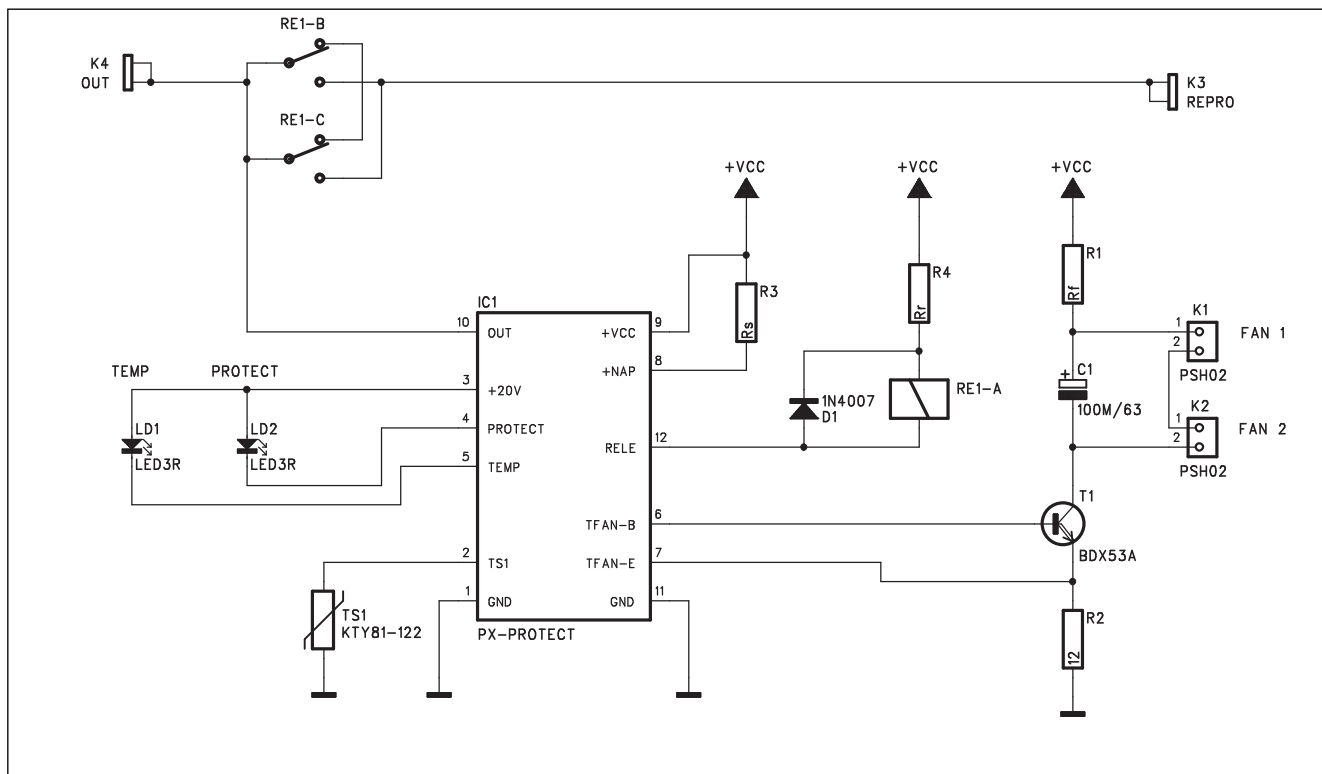 RE1-B
K4
OUT
K3
REPRO
RE1-C
+VCC
+VCC
+VCC
R1
Rf
R4
Rr
R3
Rs
IC1
10
OUT
+VCC
9
8
+NAP
K1
1
2
FAN 1
PSH02
+
C1
100M/63
K2
1
2
FAN 2
PSH02
TEMP
PROTECT
3
+20V
4
PROTECT
5
TEMP
LD1
LED3R
LD2
LED3R
1N4007
D1
RE1-A
RELE
12
T1
BDX53A
TFAN-B
6
TFAN-E
7
2
TS1
1
GND
GND
11
TS1
KTY81-122
PX-PROTECT
R2
12